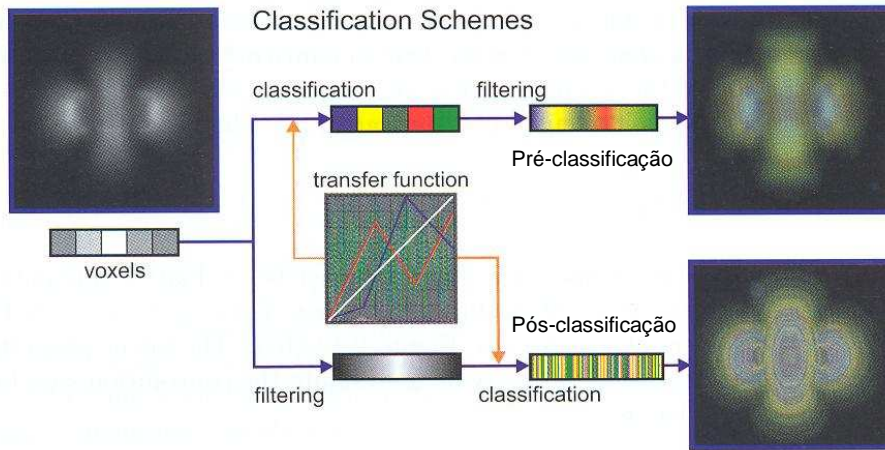 Classification Schemes
classification
filtering
Pré-classificação
transfer function
voxels
Pós-classificação
filtering
classification